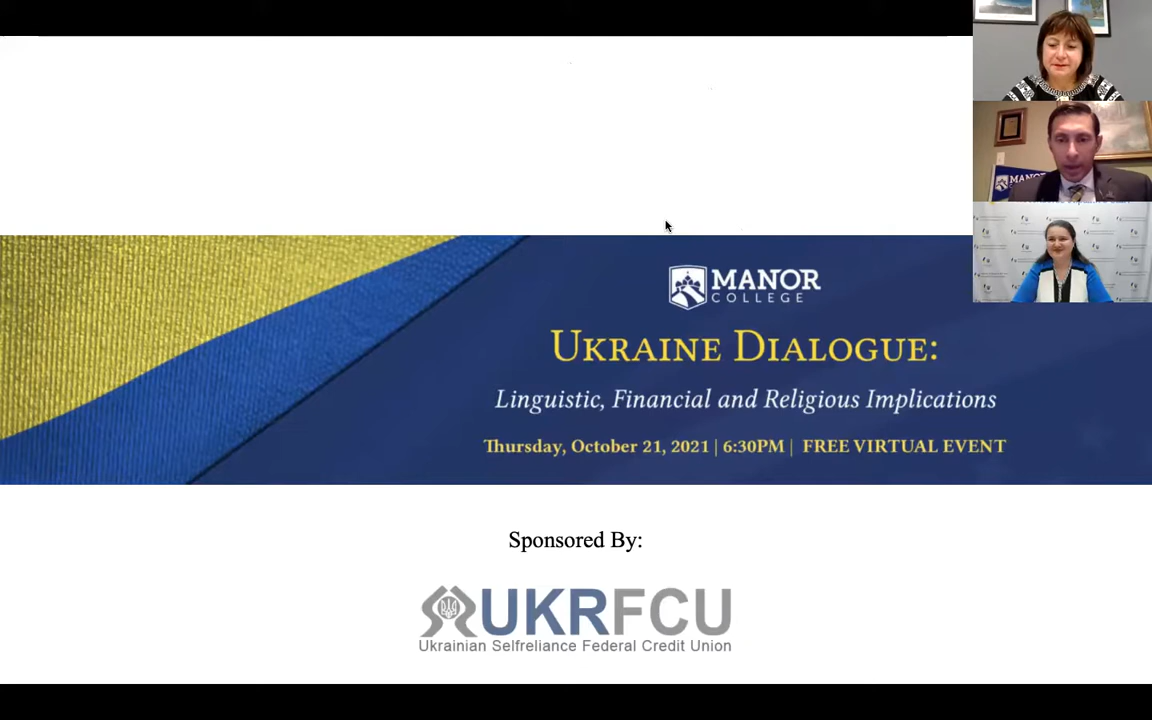 MANOR
COLLEGE
UKRAINE DIALOGUE:
Linguistic, Financial and Religious Implications
Thursday, October 21, 2021 | 6:30PM | FREE VIRTUAL EVENT
Sponsored By:
UKRFCU
Ukrainian Selfreliance Federal Credit Union
MANOR